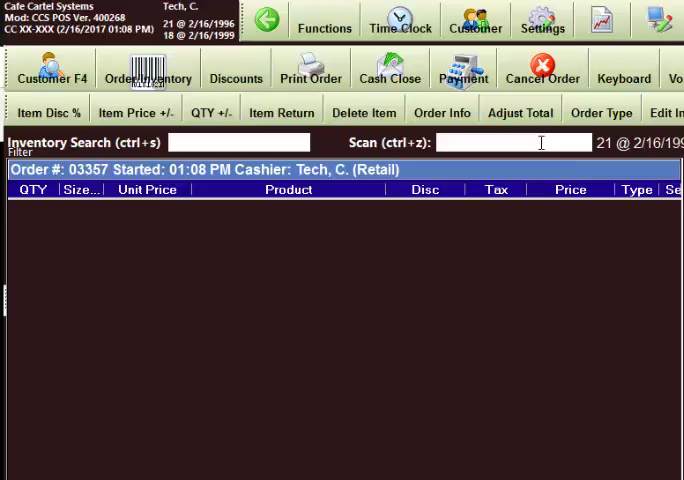 Cafe Cartel Systems
Mod: CCS POS Ver. 400268
CC XX-XXX (2/16/2017 01:08 PM)
Tech, C.
21 @ 2/16/1996
18 @ 2/16/1999
Functions Time Clock Customer Settings
Customer F4 Order Inventory Discounts Print Order Cash Close Payment Cancel Order Keyboard
Item Disc % Item Price +/- QTY +/- Item Return Delete Item Order Info Adjust Total Order Type Edit
Inventory Search (ctrl+s) Scan (ctrl+z): 21 @ 2/16/199
Filter
Order #: 03357 Started: 01:08 PM Cashier: Tech, C. (Retail)
QTY Size... Unit Price Product Disc Tax Price Type Se